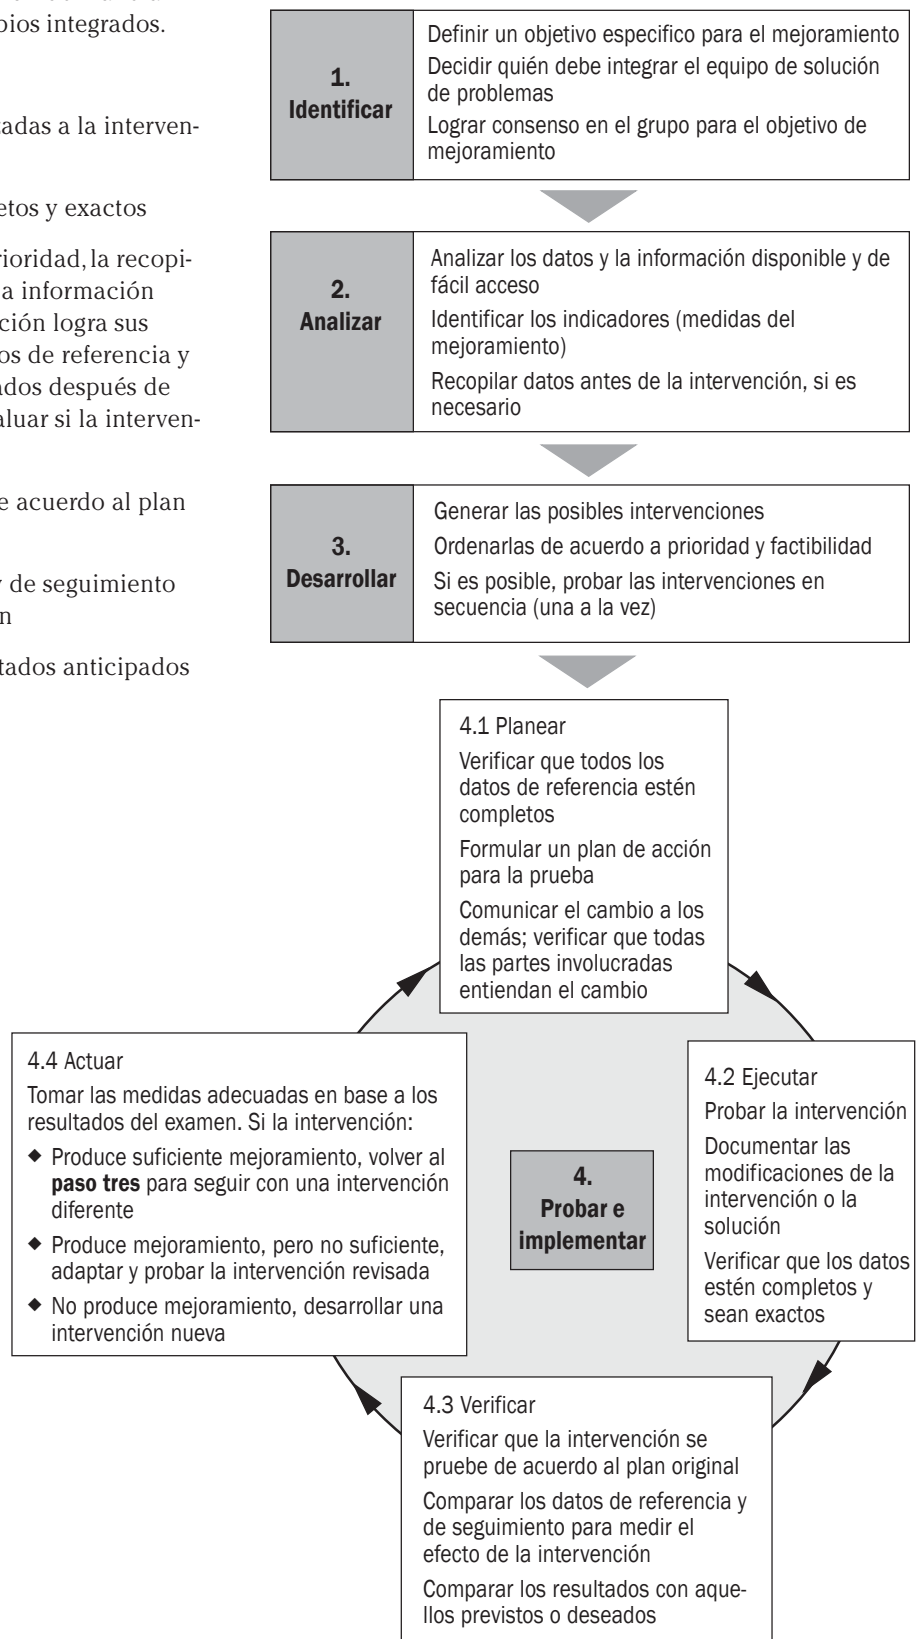 bios integrados.
adas a la interven-
etos y exactos
rioridad, la recopi-
a información
ción logra sus
os de referencia y
ados después de
aluar si la interven-
e acuerdo al plan
y de seguimiento
n
tados anticipados
1.
Identificar
Definir un objetivo especifico para el mejoramiento
Decidir quién debe integrar el equipo de solución
de problemas
Lograr consenso en el grupo para el objetivo de
mejoramiento
2.
Analizar
Analizar los datos y la información disponible y de
fácil acceso
Identificar los indicadores (medidas del
mejoramiento)
Recopilar datos antes de la intervención, si es
necesario
3.
Desarrollar
Generar las posibles intervenciones
Ordenarlas de acuerdo a prioridad y factibilidad
Si es posible, probar las intervenciones en
secuencia (una a la vez)
4.1 Planear
Verificar que todos los
datos de referencia estén
completos
Formular un plan de acción
para la prueba
Comunicar el cambio a los
demás; verificar que todas
las partes involucradas
entiendan el cambio
4.2 Ejecutar
Probar la intervención
Documentar las
modificaciones de la
intervención o la
solución
Verificar que los datos
estén completos y
sean exactos
4.
Probar e
implementar
4.3 Verificar
Verificar que la intervención se
pruebe de acuerdo al plan original
Comparar los datos de referencia y
de seguimiento para medir el
efecto de la intervención
Comparar los resultados con aque-
llos previstos o deseados
4.4 Actuar
Tomar las medidas adecuadas en base a los
resultados del examen. Si la intervención:
◆ Produce suficiente mejoramiento, volver al
paso tres para seguir con una intervención
diferente
◆ Produce mejoramiento, pero no suficiente,
adaptar y probar la intervención revisada
◆ No produce mejoramiento, desarrollar una
intervención nueva